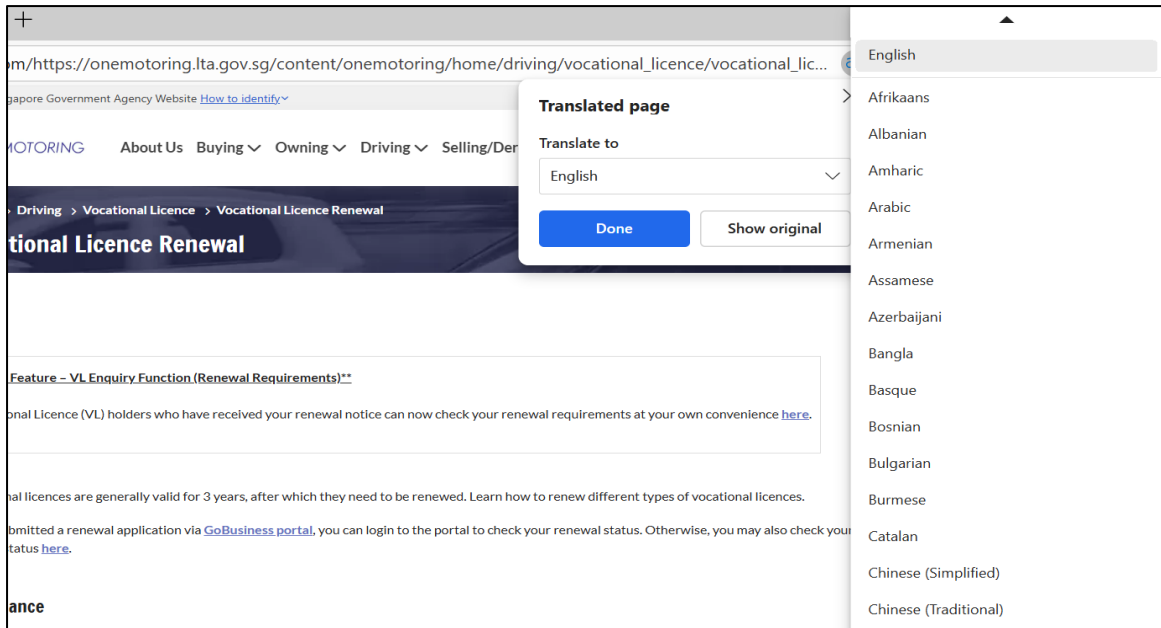 om/https://onemotoring.lta.gov.sg/content/onemotoring/home/driving/vocational_licence/vocational_lic...
ngapore Government Agency Website How to identify
MOTORING About Us Buying Owning Driving Selling/Der
Driving > Vocational Licence > Vocational Licence Renewal
tional Licence Renewal
Translated page
Translate to
English
Done Show original
Feature – VL Enquiry Function (Renewal Requirements)**
onal Licence (VL) holders who have received your renewal notice can now check your renewal requirements at your own convenience here.
nal licences are generally valid for 3 years, after which they need to be renewed. Learn how to renew different types of vocational licences.
bmitted a renewal application via GoBusiness portal, you can login to the portal to check your renewal status. Otherwise, you may also check your
tatus here.
ance
English
Afrikaans
Albanian
Amharic
Arabic
Armenian
Assamese
Azerbaijani
Bangla
Basque
Bosnian
Bulgarian
Burmese
Catalan
Chinese (Simplified)
Chinese (Traditional)